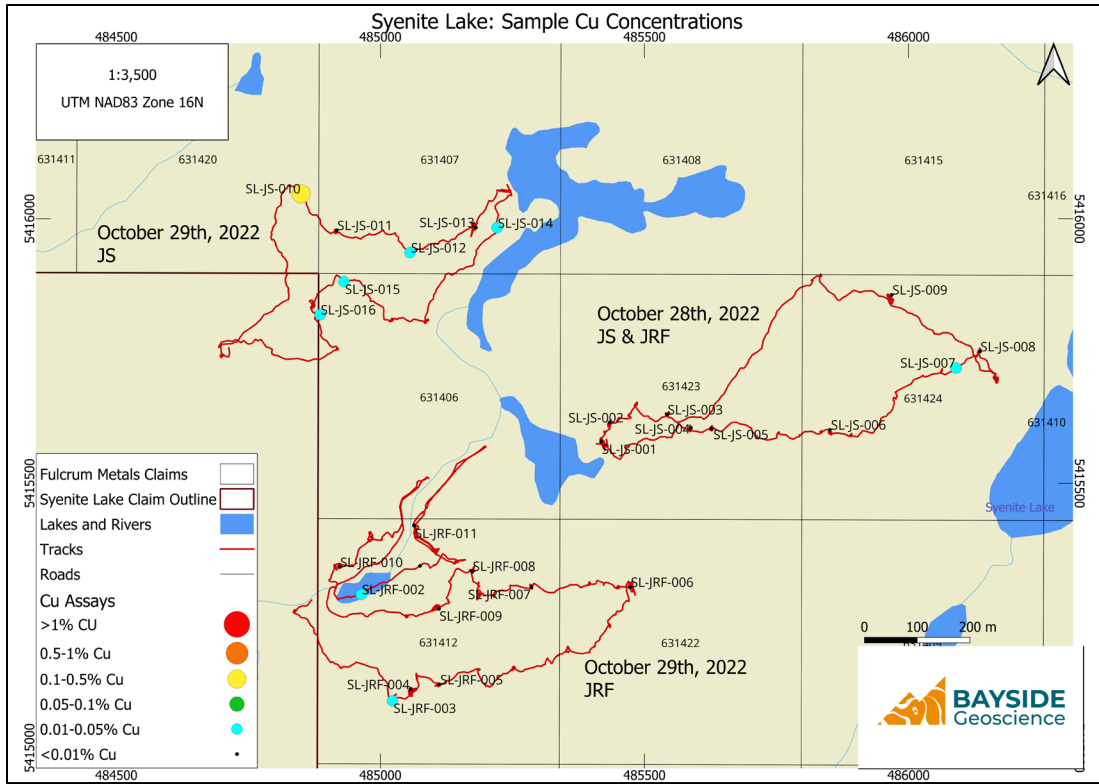 Syenite Lake: Sample Cu Concentrations
484500
485000
485500
486000
1:3,500
UTM NAD83 Zone 16N
631411
631420
631407
631408
631415
631416
SL-JS-010
5416000
5416000
SL-JS-011
SL-JS-013
SL-JS-014
October 29th, 2022
JS
SL-JS-012
SL-JS-015
SL-JS-009
SL-JS-016
October 28th, 2022
JS & JRF
SL-JS-008
SL-JS-007
631423
631406
631424
SL-JS-003
SL-JS-002
SL-JS-004
SL-JS-005
SL-JS-006
631410
SL-JS-001
5415500
5415500
Syenite Lake
Fulcrum Metals Claims
Syenite Lake Claim Outline
Lakes and Rivers
Tracks
Roads
Cu Assays
>1% CU
0.5-1% Cu
0.1-0.5% Cu
0.05-0.1% Cu
0.01-0.05% Cu
<0.01% Cu
SL-JRF-011
SL-JRF-010
SL-JRF-008
SL-JRF-002
SL-JRF-007
SL-JRF-006
SL-JRF-009
631412
631422
0
100
200 m
October 29th, 2022
JRF
SL-JRF-004
SL-JRF-005
SL-JRF-003
BAYSIDE
Geoscience
5415000
484500
485000
485500
486000